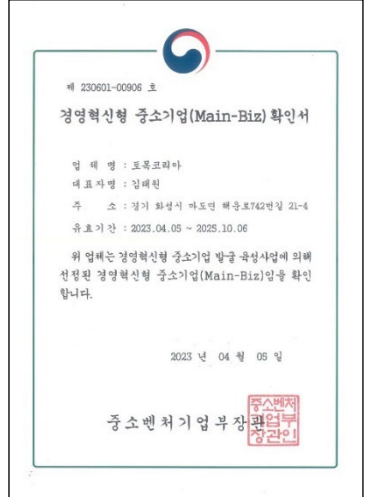 제 230601-00906 호
경영혁신형 중소기업(Main-Biz) 확인서
업 체 명 : 토목코리아
대표자명 : 김태원
주 소 : 경기 화성시 마도면 해운로742번길 21-4
유효기간 : 2023.04.05 ~ 2025.10.06
위 업체는 경영혁신형 중소기업 발굴·육성사업에 의해
선정된 경영혁신형 중소기업(Main-Biz)임을 확인
합니다.
2023 년 04 월 05 일
중소벤처기업부장관
중소벤처
기업부
장관인